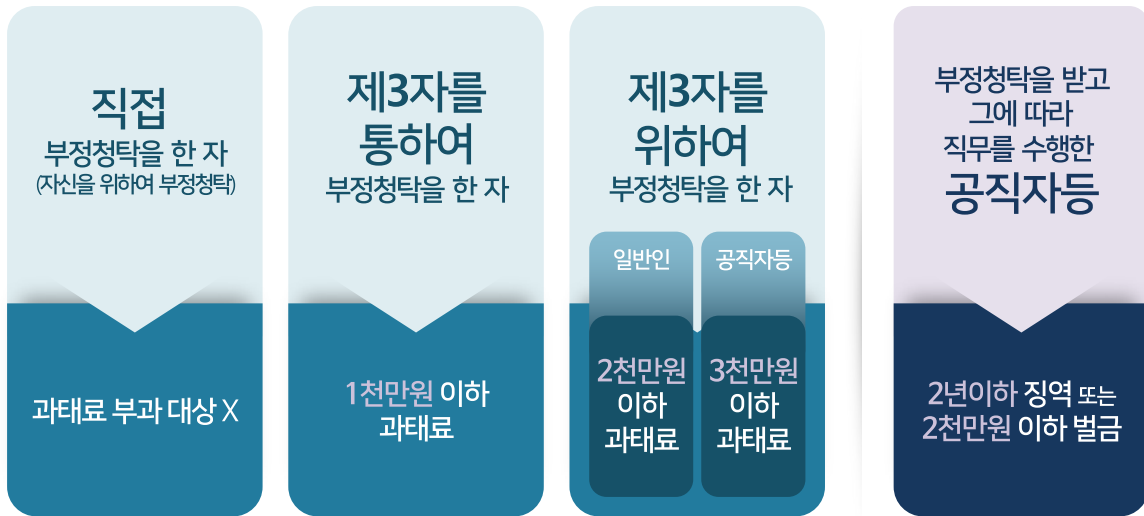 직접
부정청탁을 한 자
(자신을 위하여 부정청탁)
과태료 부과 대상 X
제3자를
통하여
부정청탁을 한 자
1천만원 이하
과태료
제3자를
위하여
부정청탁을 한 자
일반인
2천만원
이하
과태료
공직자등
3천만원
이하
과태료
부정청탁을 받고
그에 따라
직무를 수행한
공직자등
2년이하 징역 또는
2천만원 이하 벌금